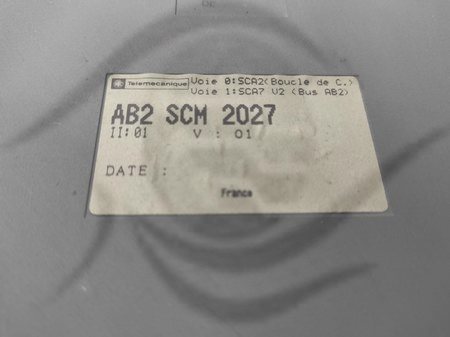 Telemecanique Voie 0:SCA2(Boucle de C.)
Voie 1:SCA7 V2 (Bus AB2)
AB2 SCM 2027
II:01 V : 01
DATE :
France